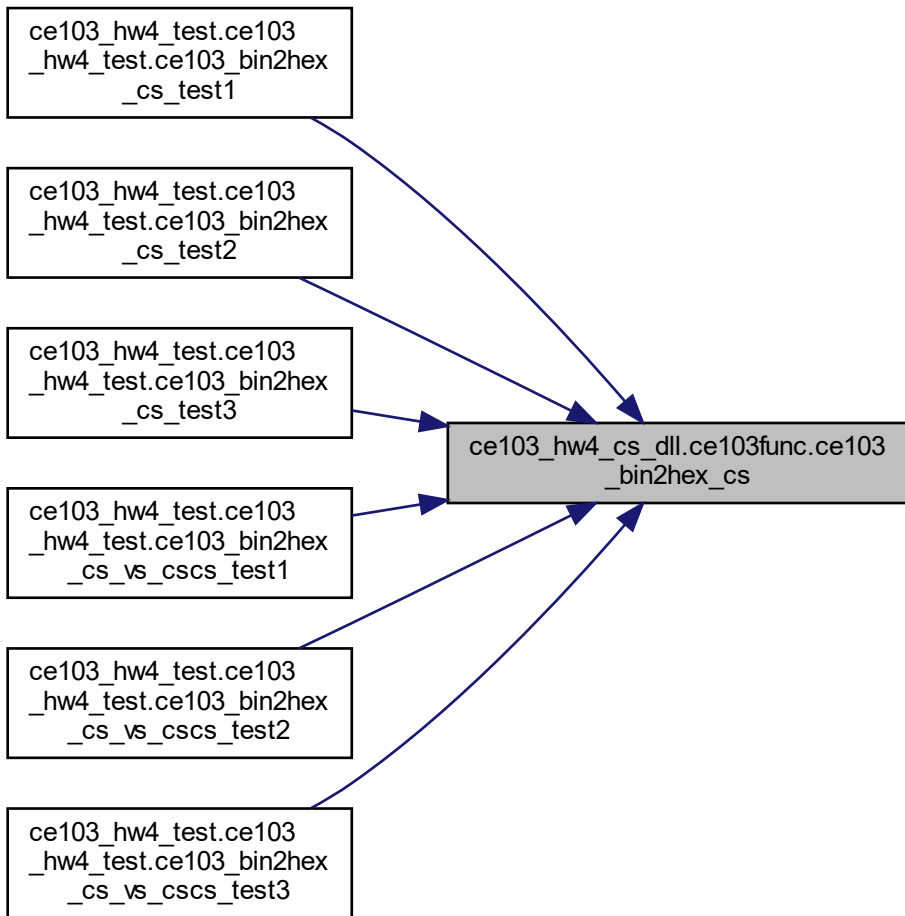 ce103_hw4_test.ce103
_hw4_test.ce103_bin2hex
_cs_test1
ce103_hw4_test.ce103
_hw4_test.ce103_bin2hex
_cs_test2
ce103_hw4_test.ce103
_hw4_test.ce103_bin2hex
_cs_test3
ce103_hw4_cs_dll.ce103func.ce103
_bin2hex_cs
ce103_hw4_test.ce103
_hw4_test.ce103_bin2hex
_cs_vs_cscs_test1
ce103_hw4_test.ce103
_hw4_test.ce103_bin2hex
_cs_vs_cscs_test2
ce103_hw4_test.ce103
_hw4_test.ce103_bin2hex
_cs_vs_cscs_test3